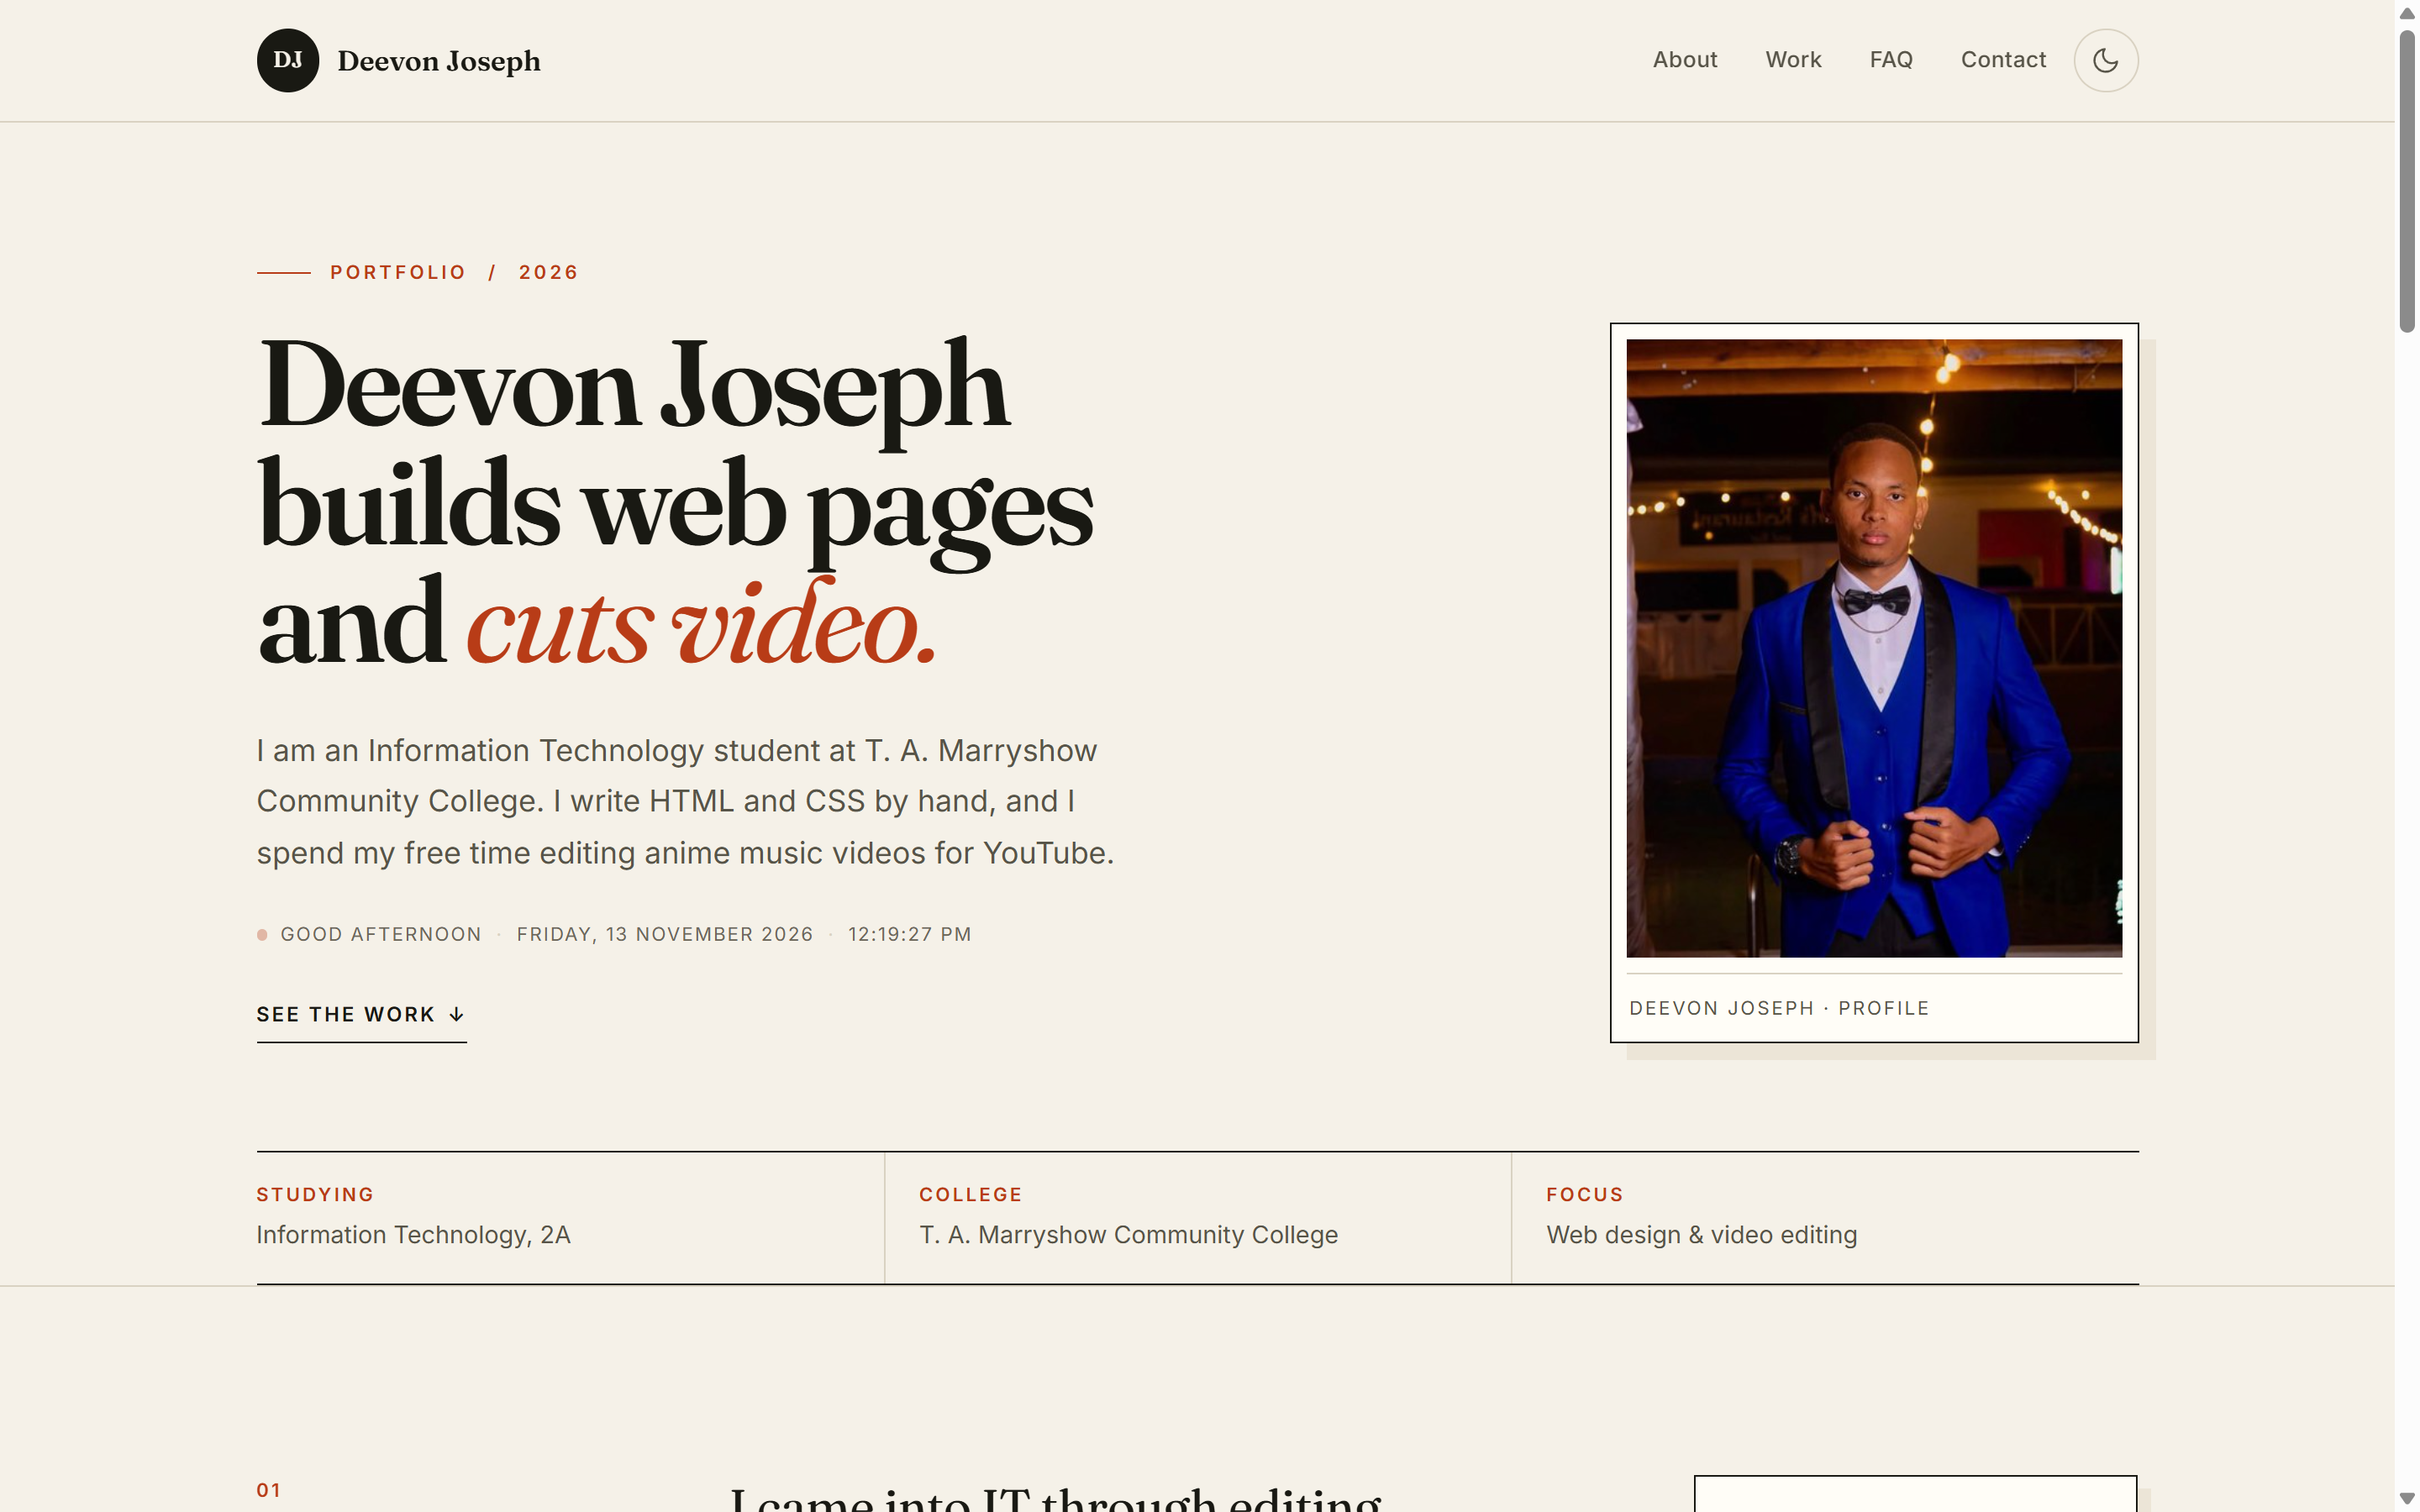 DJ
Deevon Joseph
About
Work
FAQ
Contact
PORTFOLIO / 2026
Deevon Joseph
builds web pages
and cuts video.
I am an Information Technology student at T. A. Marryshow
Community College. I write HTML and CSS by hand, and I
spend my free time editing anime music videos for YouTube.
GOOD AFTERNOON · FRIDAY, 13 NOVEMBER 2026 · 12:19:27 PM
SEE THE WORK ↓
DEEVON JOSEPH · PROFILE
STUDYING
Information Technology, 2A
COLLEGE
T. A. Marryshow Community College
FOCUS
Web design & video editing
01
I came into IT through editing